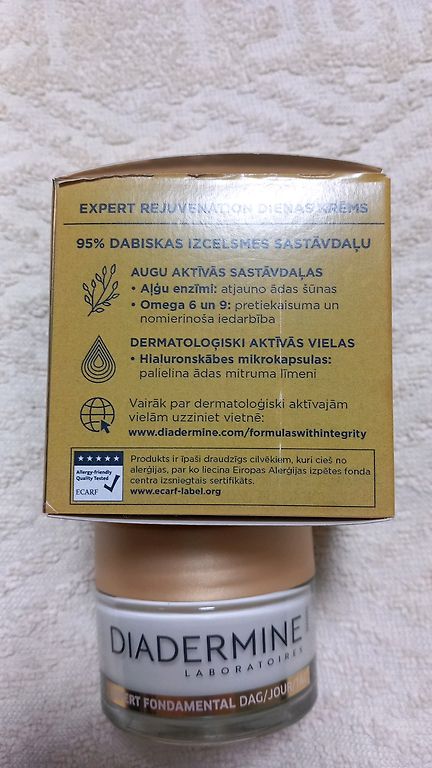 EXPERT REJUVENATION DIENAS KRĒMS
95% DABISKAS IZCELSMES SASTĀVDAĻU
AUGU AKTĪVĀS SASTĀVDAĻAS
• Aļģu enzīmi: atjauno ādas šūnas
• Omega 6 un 9: pretiekaisuma un
nomierinoša iedarbība
DERMATOLOĢISKI AKTĪVĀS VIELAS
• Hialuronskābes mikrokapsulas:
palielina ādas mitruma līmeni
Vairāk par dermatoloģiski aktīvajām
vielām uzziniet vietnē:
www.diadermine.com/formulaswithintegrity
Allergy-friendly
Quality Tested
ECARF
Produkts ir īpaši draudzīgs cilvēkiem, kuri cieš no
alerģijas, par ko liecina Eiropas Alerģijas izpētes fonda
centra izsniegtais sertifikāts.
www.ecarf-label.org
DIADERMINE
LABORATOIRES
FONDAMENTAL DAG/JOUR